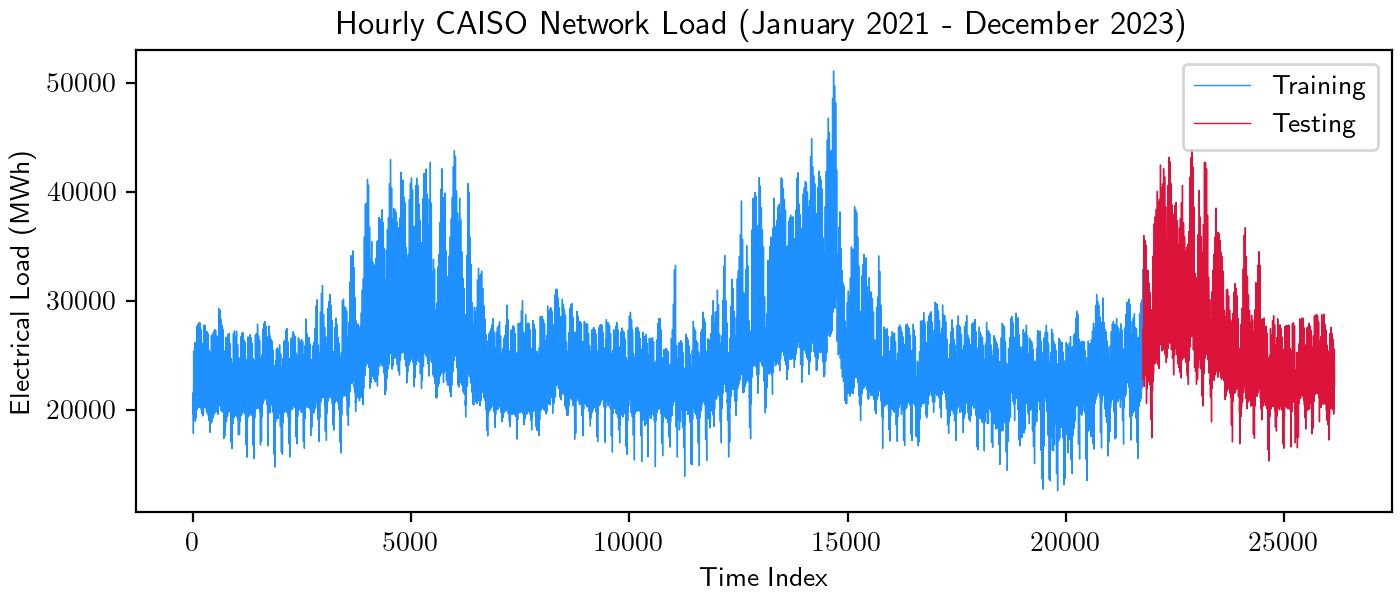 Hourly CAISO Network Load (January 2021 - December 2023)
Training
Testing
Electrical Load (MWh)
50000
40000
30000
20000
0 5000 10000 15000 20000 25000
Time Index